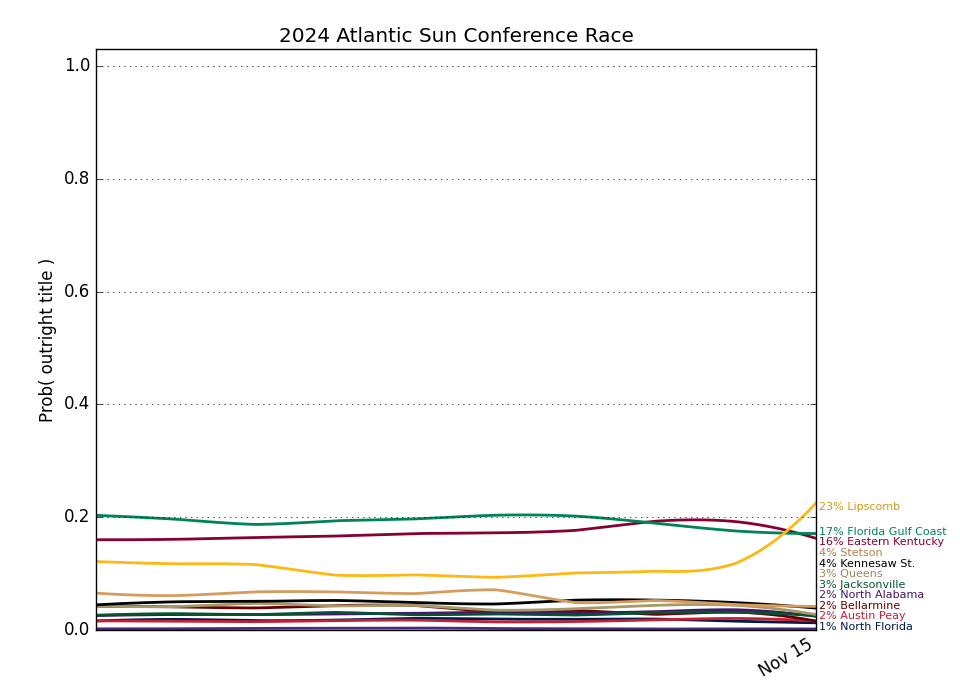 2024 Atlantic Sun Conference Race
1.0
0.8
0.6
0.4
0.2
0.0
Prob( outright title )
Nov 15
23% Lipscomb
17% Florida Gulf Coast
16% Eastern Kentucky
4% Stetson
4% Kennesaw St.
3% Queens
3% Jacksonville
2% North Alabama
2% Bellarmine
2% Austin Peay
1% North Florida